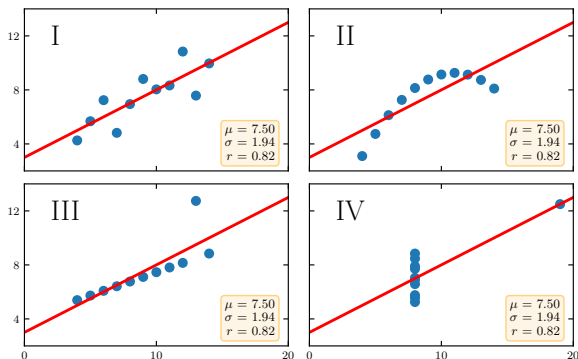 I
12
8
4
μ = 7.50
σ = 1.94
r = 0.82
II
μ = 7.50
σ = 1.94
r = 0.82
III
12
8
4
μ = 7.50
σ = 1.94
r = 0.82
0
10
20
IV
μ = 7.50
σ = 1.94
r = 0.82
0
10
20